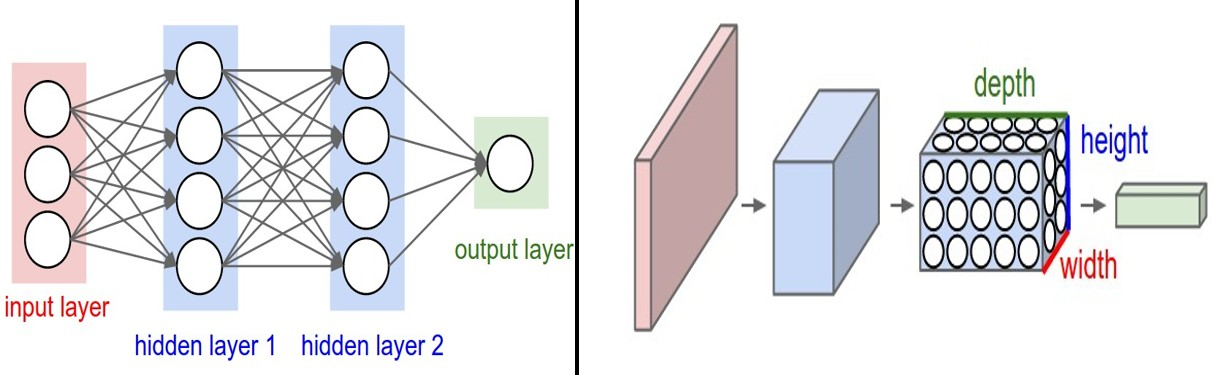 input layer
hidden layer 1
hidden layer 2
output layer
depth
height
width